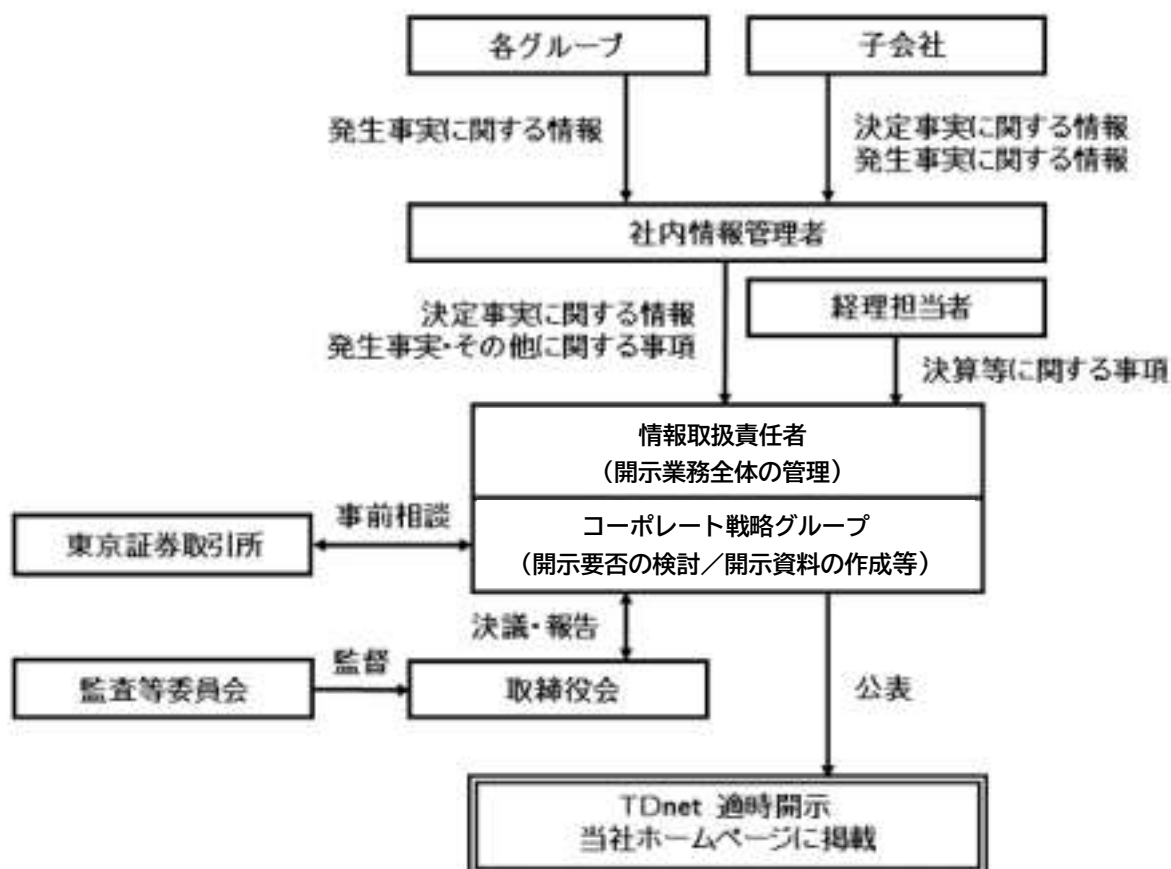 各グループ
子会社
発生事実に関する情報
決定事実に関する情報
発生事実に関する情報
社内情報管理者
決定事実に関する情報
発生事実・その他に関する事項
経理担当者
決算等に関する事項
情報取扱責任者
（開示業務全体の管理）
コーポレート戦略グループ
（開示要否の検討／開示資料の作成等）
事前相談
東京証券取引所
決議・報告
監督
監査等委員会
取締役会
公表
TDnet 適時開示
当社ホームページに掲載